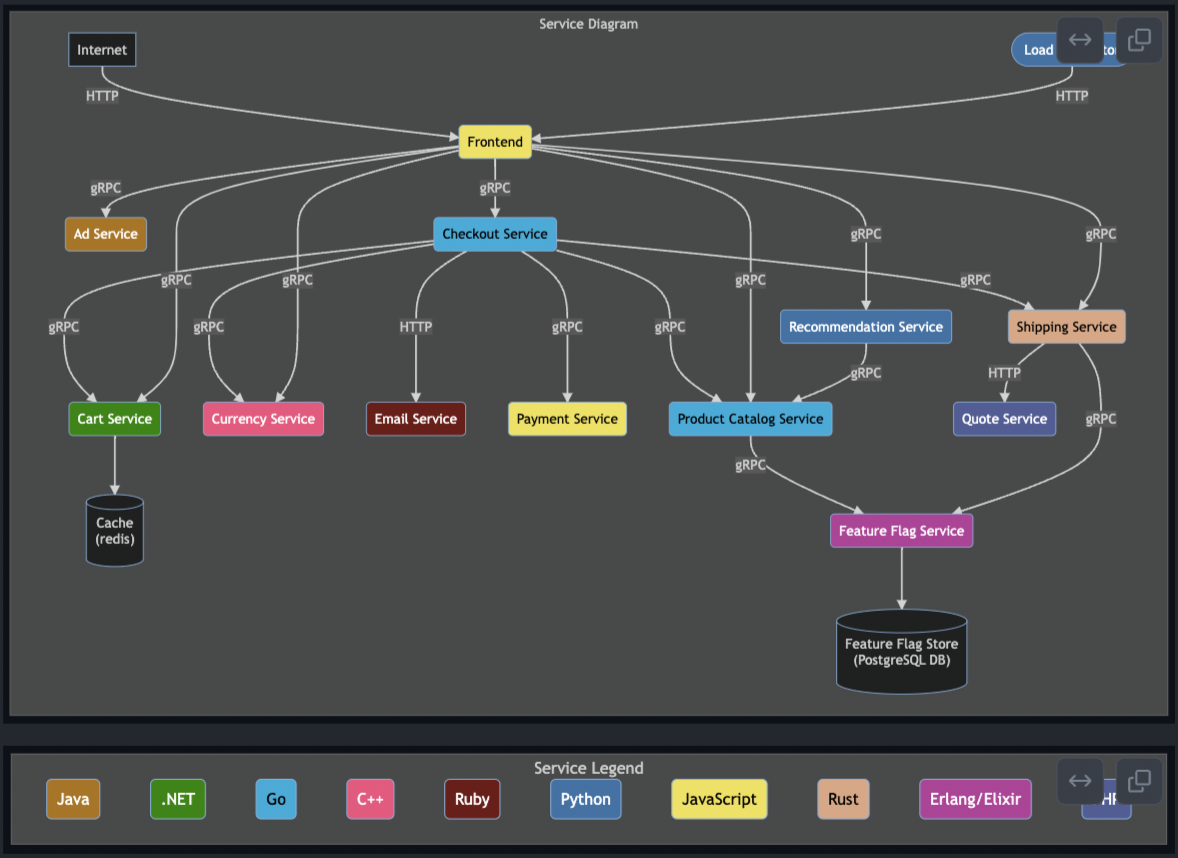 Service Diagram
Internet
Load
HTTP
HTTP
Frontend
gRPC
gRPC
Ad Service
Checkout Service
gRPC
gRPC
gRPC
gRPC
gRPC
gRPC
gRPC
gRPC
HTTP
gRPC
gRPC
Recommendation Service
Shipping Service
gRPC
HTTP
Cart Service
Currency Service
Email Service
Payment Service
Product Catalog Service
Quote Service
gRPC
gRPC
Cache
(redis)
Feature Flag Service
Feature Flag Store
(PostgreSQL DB)
Service Legend
Java
.NET
Go
C++
Ruby
Python
JavaScript
Rust
Erlang/Elixir